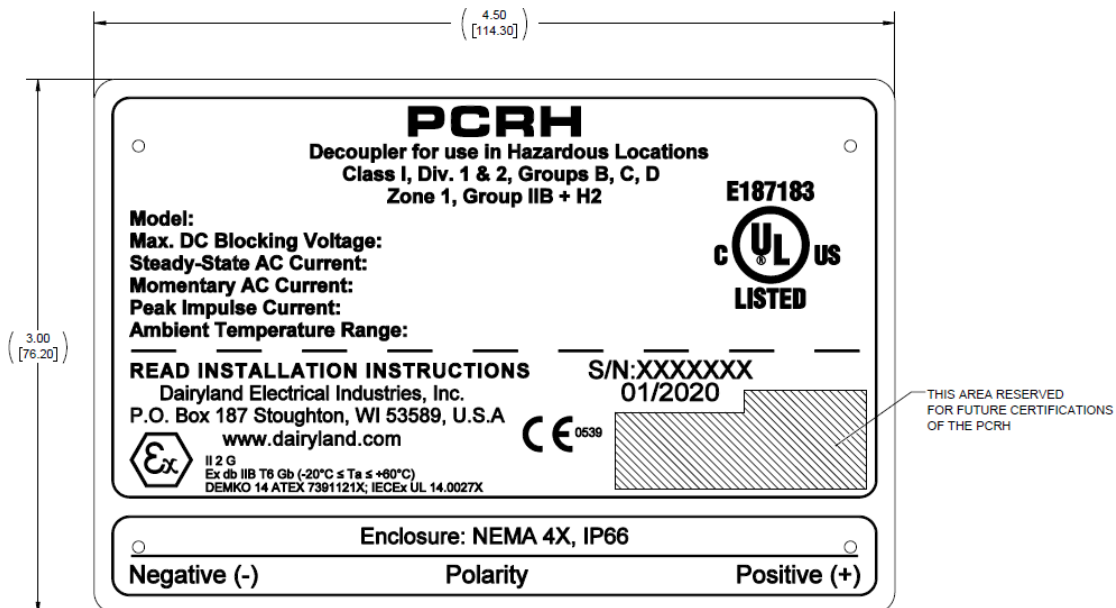 ( 4.50 )
[114.30]
( 3.00 )
[76.20]
PCRH
Decoupler for use in Hazardous Locations
Class I, Div. 1 & 2, Groups B, C, D
Zone 1, Group IIB + H2
E187183
C UL ® US
LISTED
Model:
Max. DC Blocking Voltage:
Steady-State AC Current:
Momentary AC Current:
Peak Impulse Current:
Ambient Temperature Range:
READ INSTALLATION INSTRUCTIONS
S/N:XXXXXXX
01/2020
Dairyland Electrical Industries, Inc.
P.O. Box 187 Stoughton, WI 53589, U.S.A
www.dairyland.com
CE 0539
Ex
II 2 G
Ex db IIB T6 Gb (-20°C ≤ Ta ≤ +60°C)
DEMKO 14 ATEX 7391121X; IECEx UL 14.0027X
THIS AREA RESERVED
FOR FUTURE CERTIFICATIONS
OF THE PCRH
Enclosure: NEMA 4X, IP66
Negative (-) Polarity Positive (+)